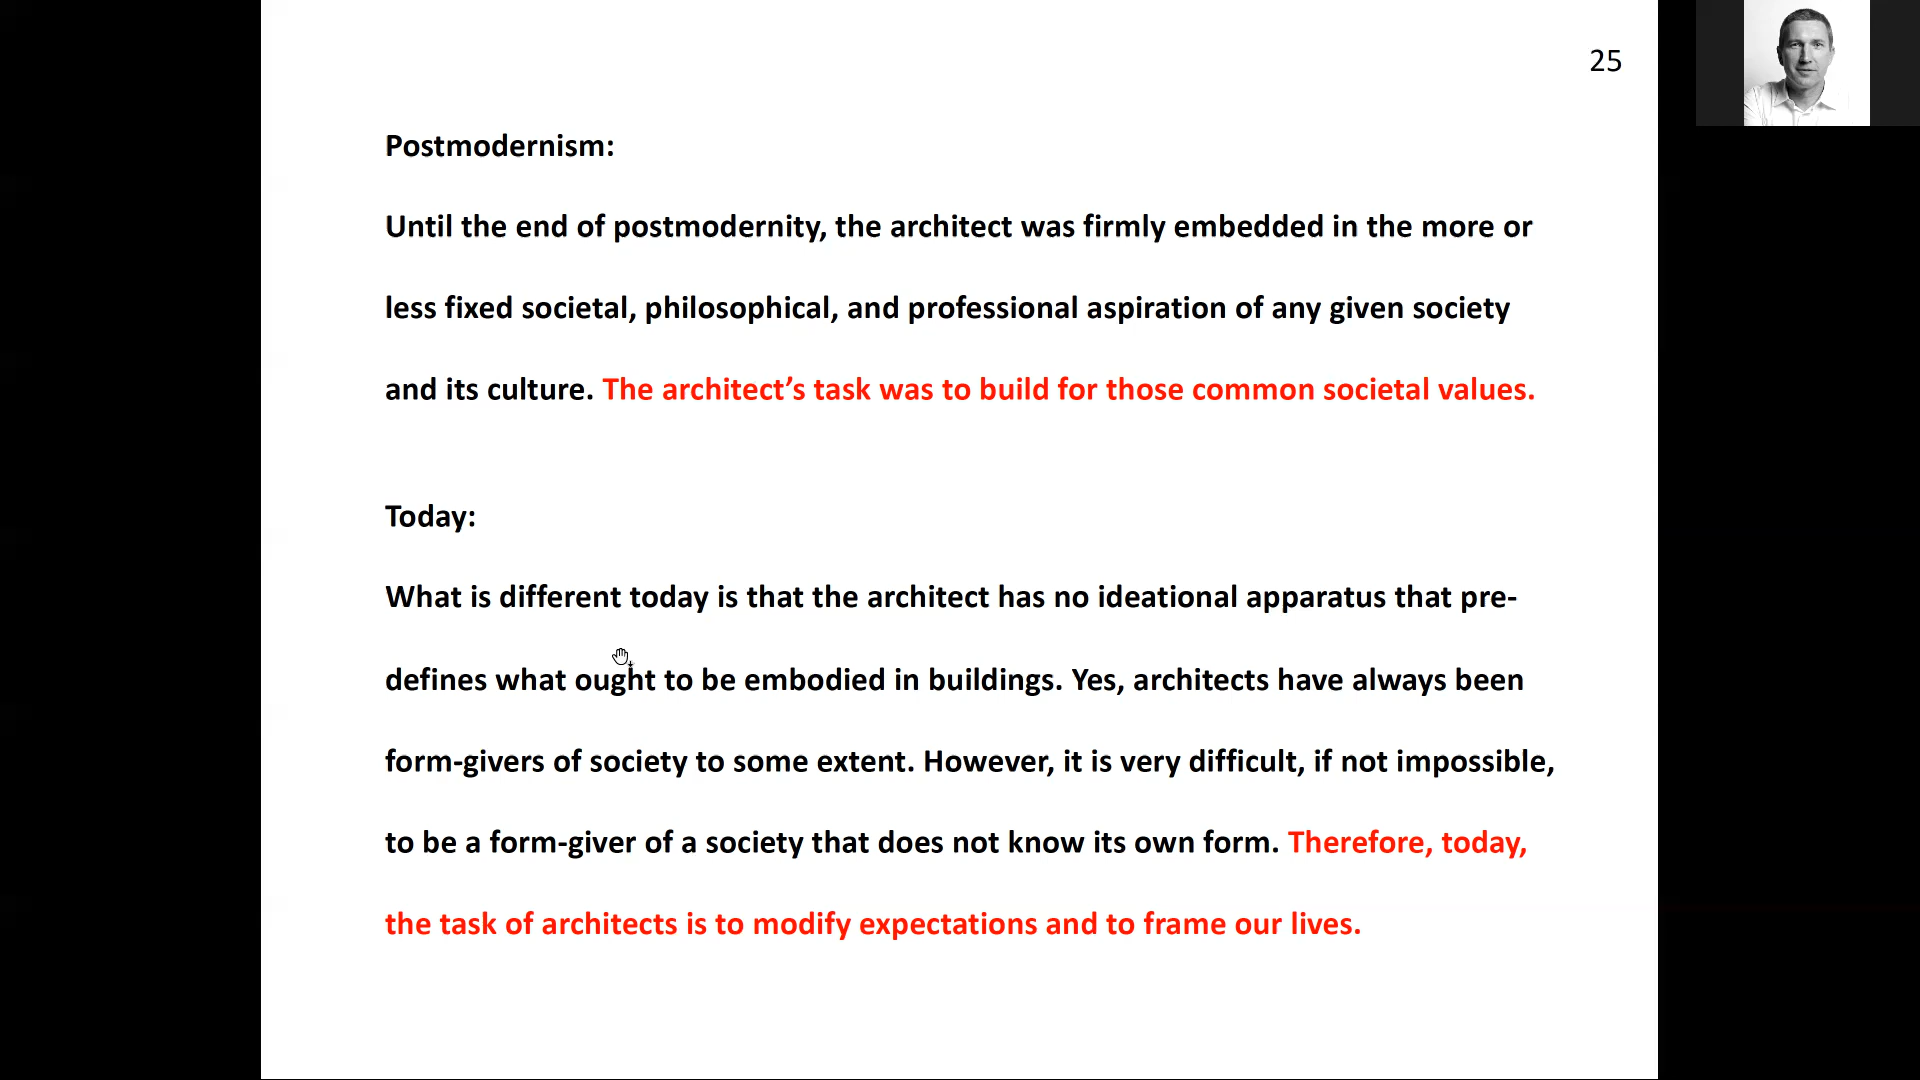 25
Postmodernism:
Until the end of postmodernity, the architect was firmly embedded in the more or
less fixed societal, philosophical, and professional aspiration of any given society
and its culture. The architect’s task was to build for those common societal values.
Today:
What is different today is that the architect has no ideational apparatus that pre-
defines what ought to be embodied in buildings. Yes, architects have always been
form-givers of society to some extent. However, it is very difficult, if not impossible,
to be a form-giver of a society that does not know its own form. Therefore, today,
the task of architects is to modify expectations and to frame our lives.